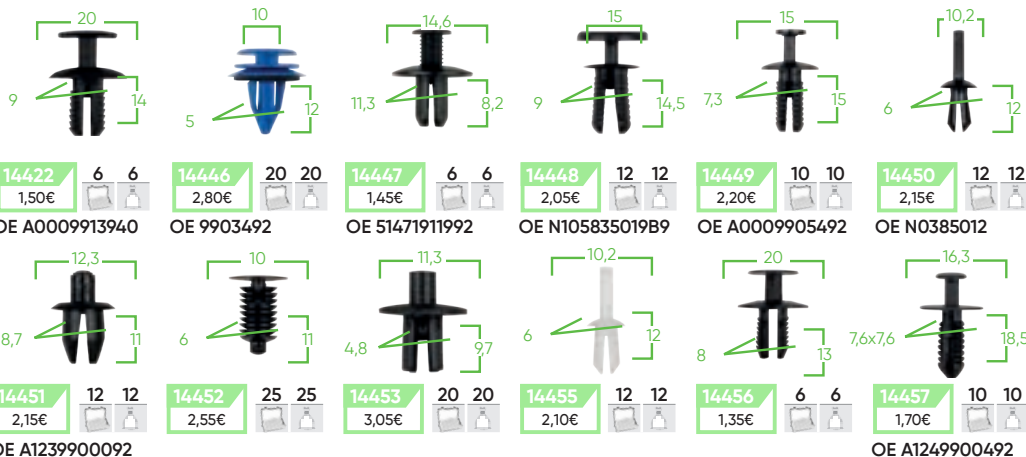 20 10 14,6 15 15 10,2
9 14 5 12 11,3 8,2 9 14,5 7,3 15 6 12
14422 6 6 14446 20 20 14447 6 6 14448 12 12 14449 10 10 14450 12 12
1,50€ 2,80€ 1,45€ 2,05€ 2,20€ 2,15€
OE A0009913940 OE 9903492 OE 51471911992 OE N105835019B9 OE A0009905492 OE N0385012
12,3 10 11,3 10,2 20 16,3
8,7 11 6 11 4,8 9,7 6 12 8 13 7,6x7,6 18,5
14451 12 12 14452 25 25 14453 20 20 14455 12 12 14456 6 6 14457 10 10
2,15€ 2,55€ 3,05€ 2,10€ 1,35€ 1,70€
OE A1239900092 OE A1249900492